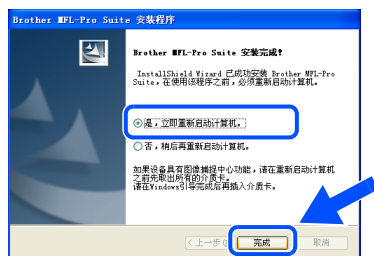 Brother MFL-Pro Suite 安装程序
Brother MFL-Pro Suite 安装完成!
InstallShield Wizard 已成功安装 Brother MFL-Pro
Suite，在使用该程序之前，必须重新启动计算机。
是，立即重新启动计算机。
否，稍后再重新启动计算机。
如果设备具有图像捕捉中心功能，请在重新启动计算机
之前先取出所有的介质卡。
请在Windows引导完成后再插入介质卡。
<上一步
完成
取消